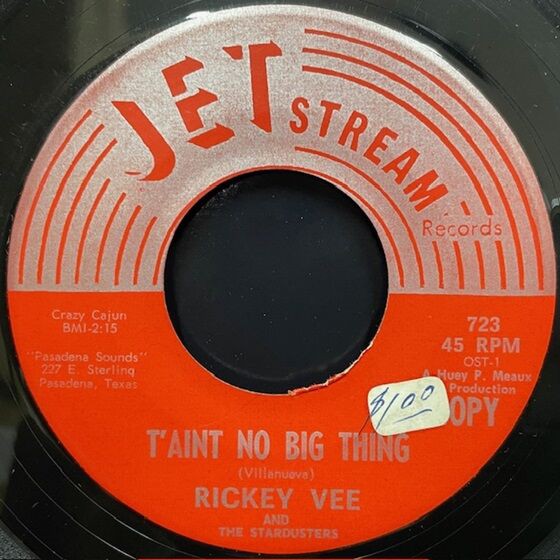 JET STREAM
Records
Crazy Cajun
BMI-2:15
"Pasadena Sounds"
227 E. Sterling
Pasadena, Texas
723
45 RPM
OST-1
A Huey P. Meaux
Production
$1.00
OPY
T'AINT NO BIG THING
(Villanueva)
RICKEY VEE
AND
THE STARDUSTERS